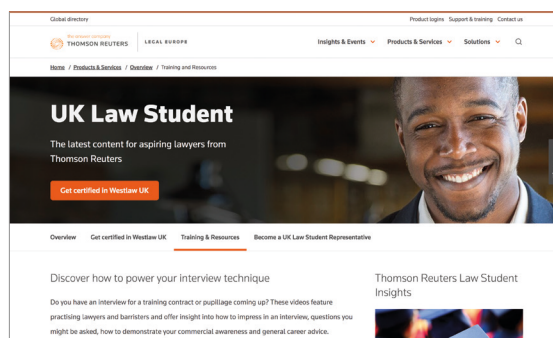 Global directory
Product logins Support & training Contact us
the answer company
THOMSON REUTERS
LEGAL EUROPE
Insights & Events
Products & Services
Solutions
Home / Products & Services / Overview / Training and Resources
UK Law Student
The latest content for aspiring lawyers from
Thomson Reuters
Get certified in Westlaw UK
Overview
Get certified in Westlaw UK
Training & Resources
Become a UK Law Student Representative
Discover how to power your interview technique
Do you have an interview for a training contract or pupillage coming up? These videos feature
practising lawyers and barristers and offer insight into how to impress in an interview, questions you
might be asked, how to demonstrate your commercial awareness and general career advice.
Thomson Reuters Law Student
Insights